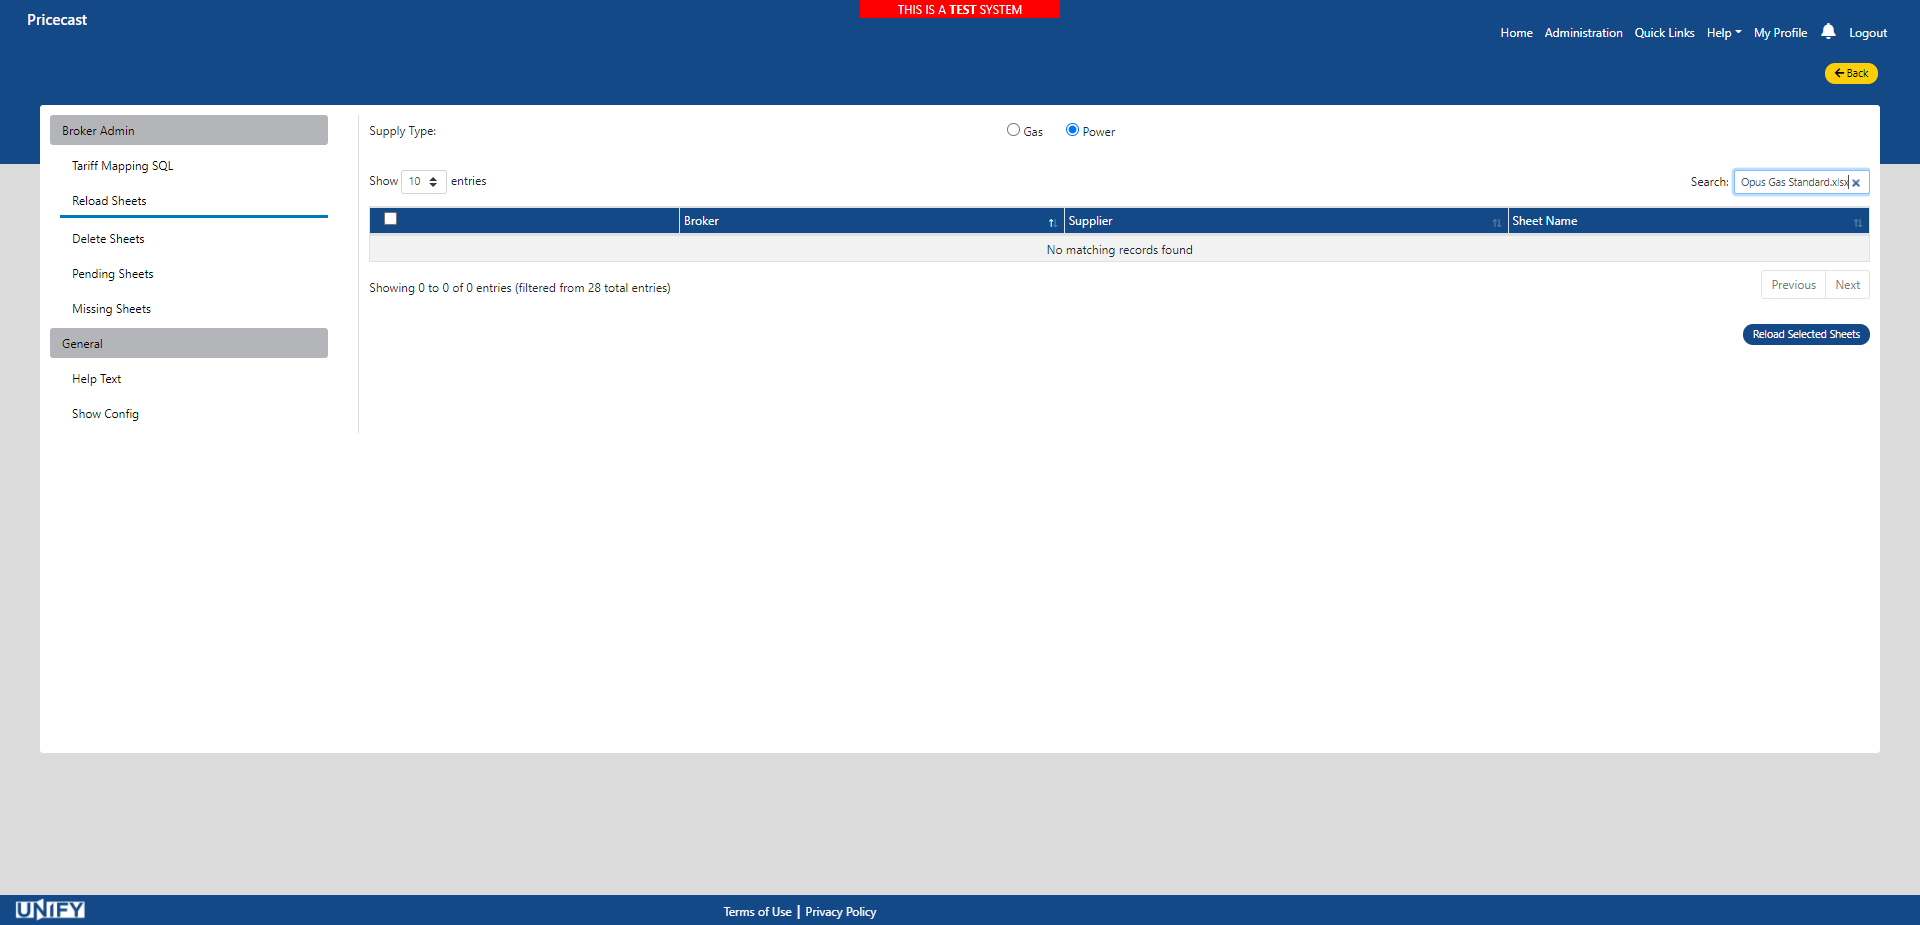 THIS IS A TEST SYSTEM
Pricecast
Home Administration Quick Links Help My Profile Logout
Back
Broker Admin
Tariff Mapping SQL
Reload Sheets
Delete Sheets
Pending Sheets
Missing Sheets
General
Help Text
Show Config
Supply Type: Gas Power
Show 10 entries Search: Opus Gas Standard.xlsx
Broker Supplier Sheet Name
No matching records found
Showing 0 to 0 of 0 entries (filtered from 28 total entries) Previous Next
Reload Selected Sheets
UNIFY Terms of Use | Privacy Policy